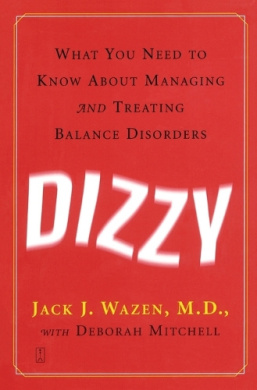 WHAT YOU NEED TO
KNOW ABOUT MANAGING
AND TREATING
BALANCE DISORDERS
DIZZY
JACK J. WAZEN, M.D.,
WITH DEBORAH MITCHELL